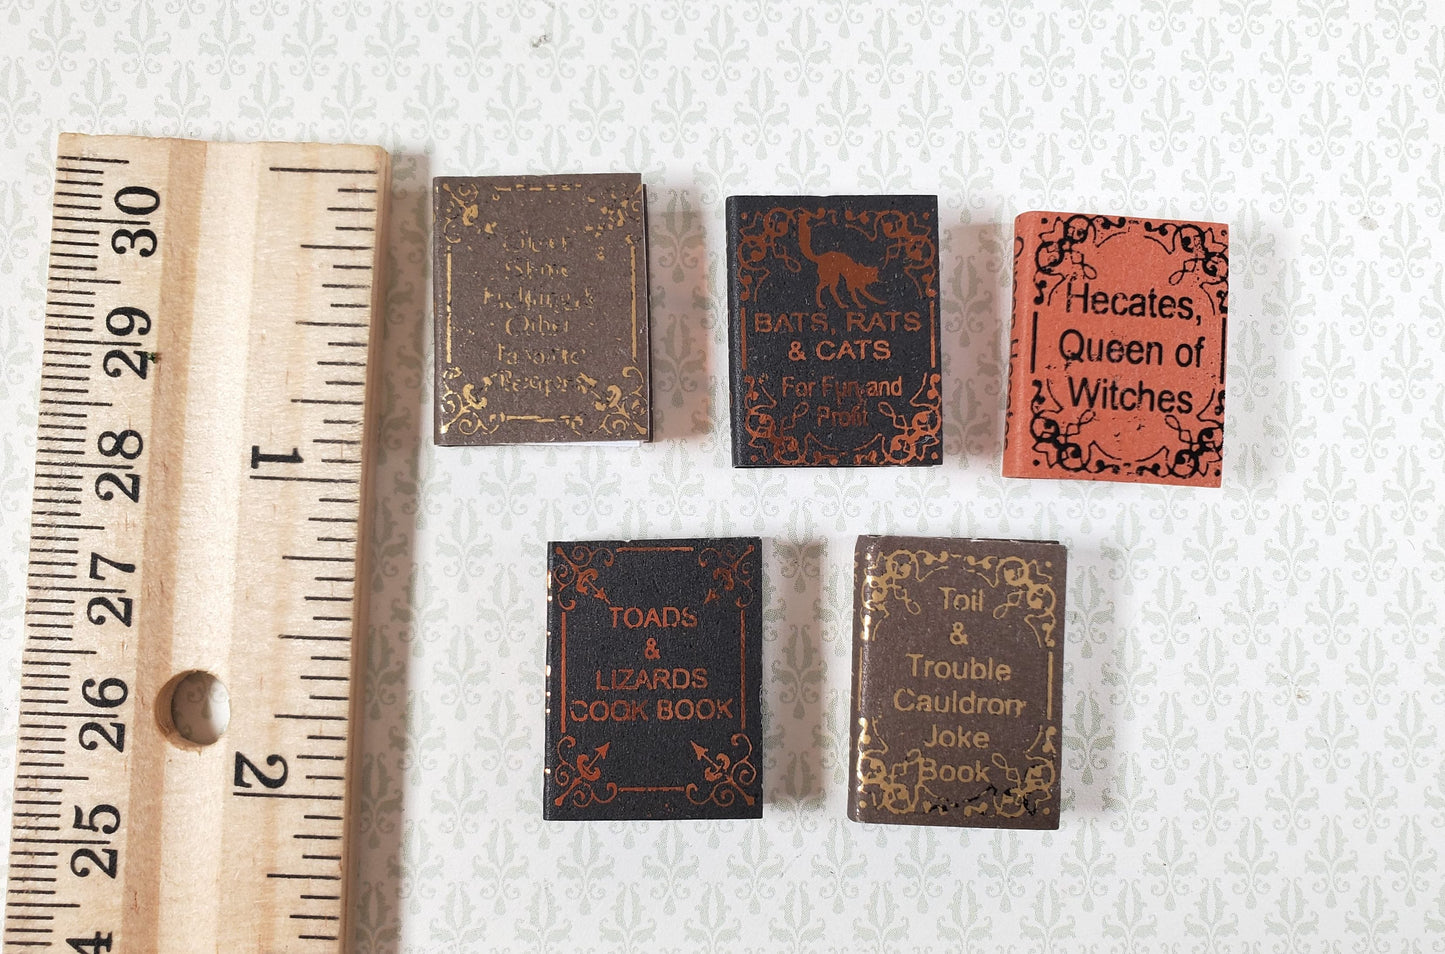 30
29
28
27
26
25
1
2
Other
BATS, RATS
& CATS
For Fun and
Profit
Hecates,
Queen of
Witches
TOADS
&
LIZARDS
COOK BOOK
Toil
&
Trouble
Cauldron
Joke
Book